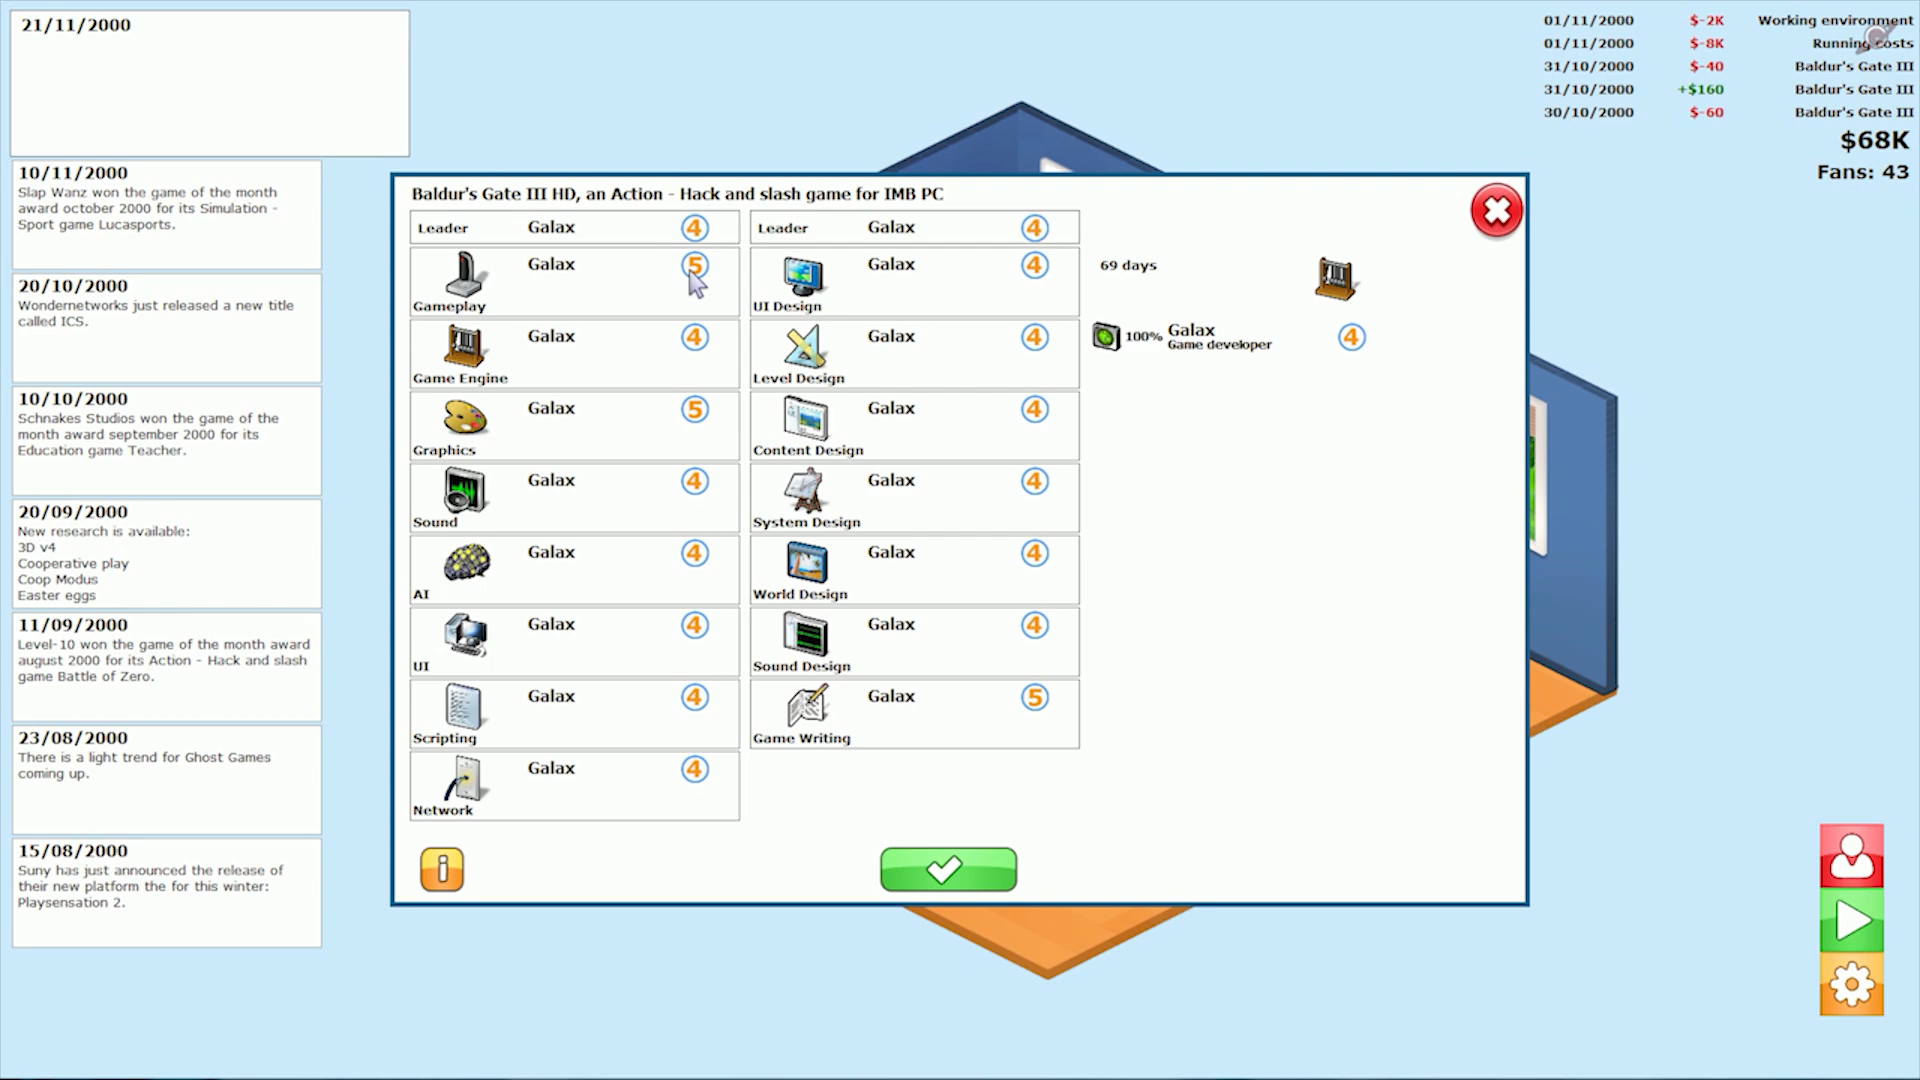 21/11/2000
10/11/2000
Slap Wanz won the game of the month
award october 2000 for its Simulation -
Sport game Lucasports.
20/10/2000
Wondernetworks just released a new title
called ICS.
10/10/2000
Schnakes Studios won the game of the
month award september 2000 for its
Education game Teacher.
20/09/2000
New research is available:
3D v4
Cooperative play
Coop Modus
Easter eggs
11/09/2000
Level-10 won the game of the month award
august 2000 for its Action - Hack and slash
game Battle of Zero.
23/08/2000
There is a light trend for Ghost Games
coming up.
15/08/2000
Suny has just announced the release of
their new platform the for this winter:
Playsensation 2.
Baldur's Gate III HD, an Action - Hack and slash game for IMB PC
Leader Galax 4
Galax 5
Gameplay
Galax 4
Game Engine
Galax 5
Graphics
Galax 4
Sound
Galax 4
AI
Galax 4
UI
Galax 4
Scripting
Galax 4
Network
Leader Galax 4
Galax 4
UI Design
Galax 4
Level Design
Galax 4
Content Design
Galax 4
System Design
Galax 4
World Design
Galax 4
Sound Design
Galax 5
Game Writing
69 days
100% Galax 4
Game developer
i
01/11/2000 $-2K Working environment
01/11/2000 $-8K Running costs
31/10/2000 $-40 Baldur's Gate III
31/10/2000 +$160 Baldur's Gate III
30/10/2000 $-60 Baldur's Gate III
$68K
Fans: 43